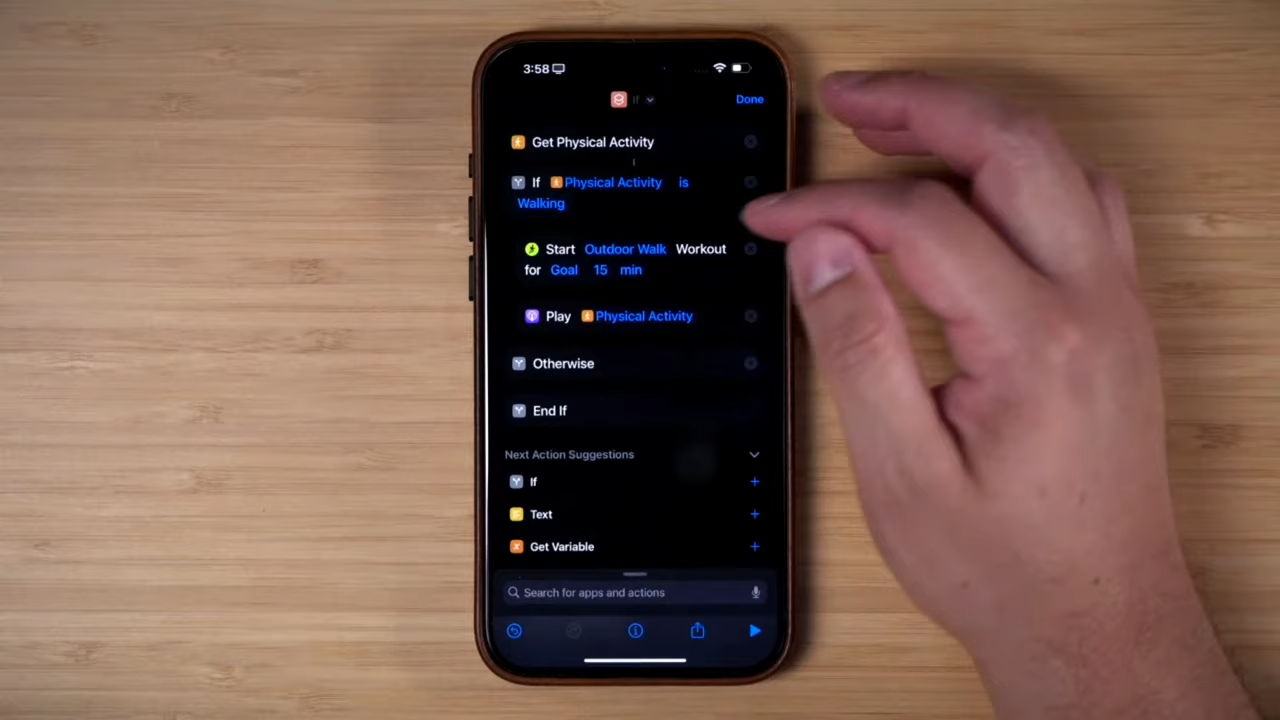 3:58
If
Done
Get Physical Activity
If Physical Activity is
Walking
Start Outdoor Walk Workout
for Goal 15 min
Play Physical Activity
Otherwise
End If
Next Action Suggestions
If
Text
Get Variable
Search for apps and actions